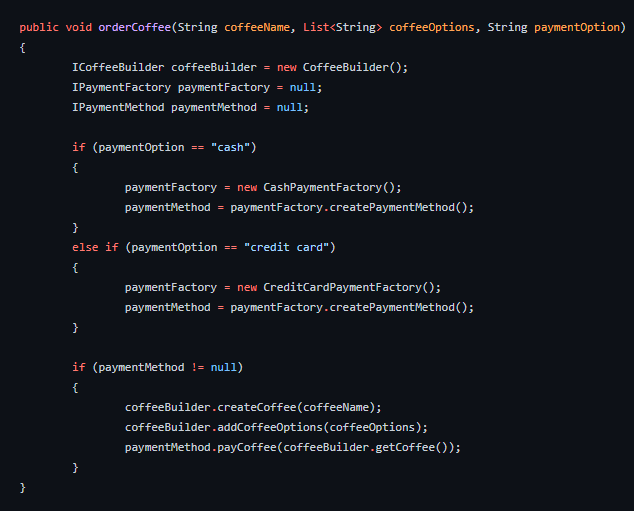 public void orderCoffee(String coffeeName, List<String> coffeeOptions, String paymentOption)
{
ICoffeeBuilder coffeeBuilder = new CoffeeBuilder();
IPaymentFactory paymentFactory = null;
IPaymentMethod paymentMethod = null;
if (paymentOption == "cash")
{
paymentFactory = new CashPaymentFactory();
paymentMethod = paymentFactory.createPaymentMethod();
}
else if (paymentOption == "credit card")
{
paymentFactory = new CreditCardPaymentFactory();
paymentMethod = paymentFactory.createPaymentMethod();
}
if (paymentMethod != null)
{
coffeeBuilder.createCoffee(coffeeName);
coffeeBuilder.addCoffeeOptions(coffeeOptions);
paymentMethod.payCoffee(coffeeBuilder.getCoffee());
}
}